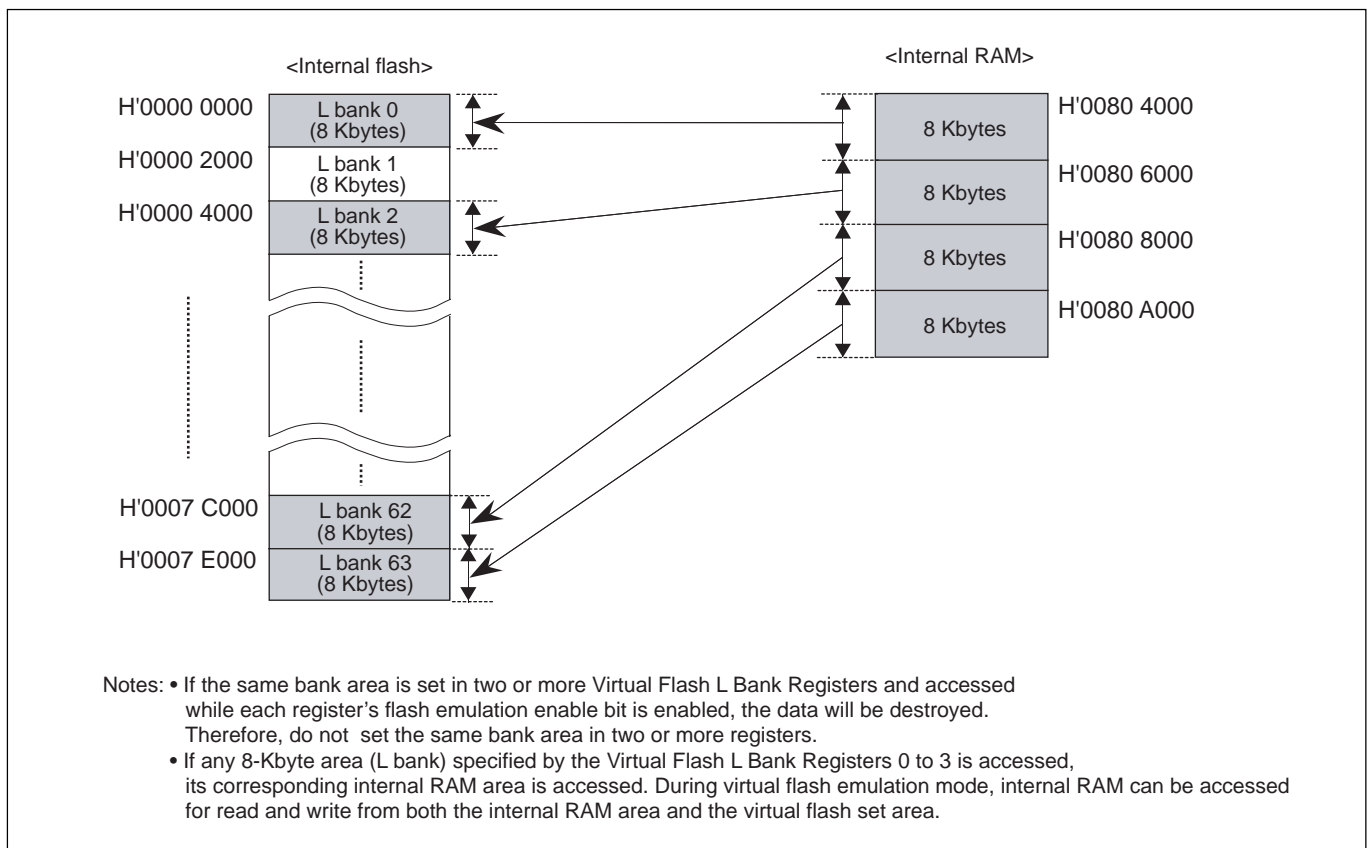 <Internal flash>
<Internal RAM>
H'0000 0000
L bank 0
(8 Kbytes)
H'0000 2000
L bank 1
(8 Kbytes)
H'0000 4000
L bank 2
(8 Kbytes)
H'0007 C000
L bank 62
(8 Kbytes)
H'0007 E000
L bank 63
(8 Kbytes)
8 Kbytes
H'0080 4000
8 Kbytes
H'0080 6000
8 Kbytes
H'0080 8000
8 Kbytes
H'0080 A000
Notes: • If the same bank area is set in two or more Virtual Flash L Bank Registers and accessed
while each register's flash emulation enable bit is enabled, the data will be destroyed.
Therefore, do not set the same bank area in two or more registers.
• If any 8-Kbyte area (L bank) specified by the Virtual Flash L Bank Registers 0 to 3 is accessed,
its corresponding internal RAM area is accessed. During virtual flash emulation mode, internal RAM can be accessed
for read and write from both the internal RAM area and the virtual flash set area.